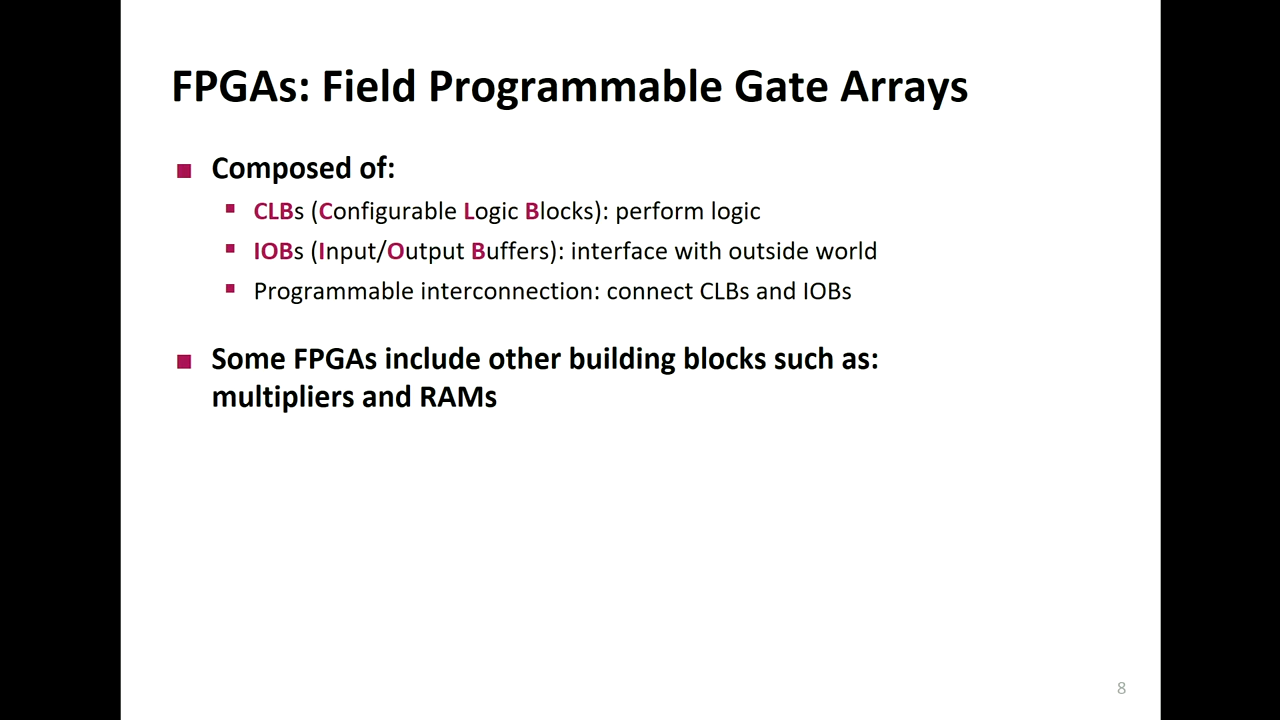 FPGAs: Field Programmable Gate Arrays
Composed of:
CLBs (Configurable Logic Blocks): perform logic
IOBs (Input/Output Buffers): interface with outside world
Programmable interconnection: connect CLBs and IOBs
Some FPGAs include other building blocks such as:
multipliers and RAMs
8